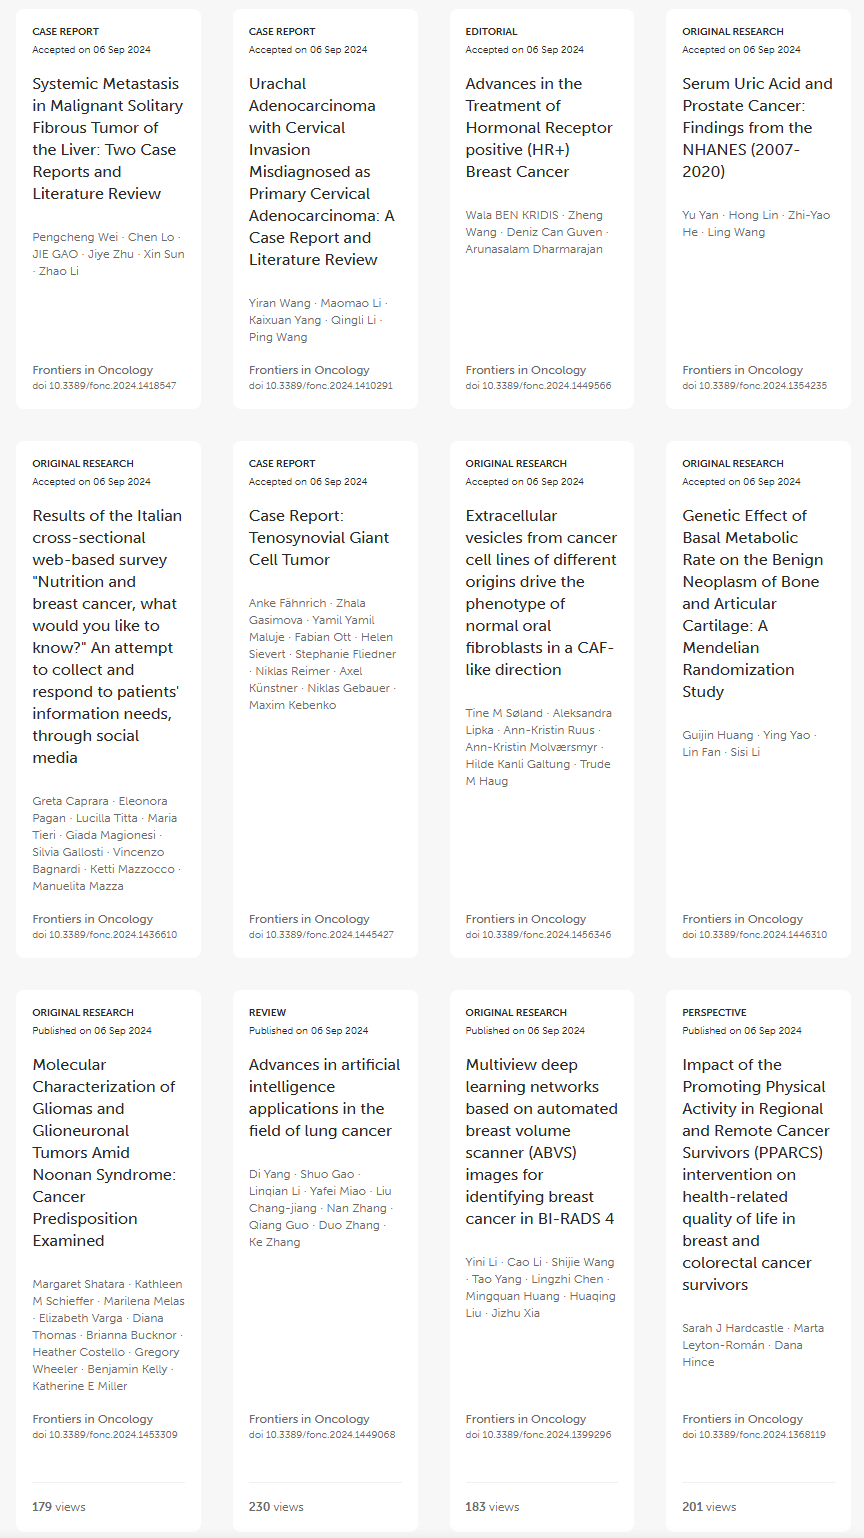 CASE REPORT
Accepted on 06 Sep 2024
Systemic Metastasis
in Malignant Solitary
Fibrous Tumor of
the Liver: Two Case
Reports and
Literature Review
Pengcheng Wei · Chen Lo ·
JIE GAO · Jiye Zhu · Xin Sun
· Zhao Li
Frontiers in Oncology
doi 10.3389/fonc.2024.1418547
CASE REPORT
Accepted on 06 Sep 2024
Urachal
Adenocarcinoma
with Cervical
Invasion
Misdiagnosed as
Primary Cervical
Adenocarcinoma: A
Case Report and
Literature Review
Yiran Wang · Maomao Li ·
Kaixuan Yang · Qingli Li ·
Ping Wang
Frontiers in Oncology
doi 10.3389/fonc.2024.1410291
EDITORIAL
Accepted on 06 Sep 2024
Advances in the
Treatment of
Hormonal Receptor
positive (HR+)
Breast Cancer
Wala BEN KRIDIS · Zheng
Wang · Deniz Can Guven ·
Arunasalam Dharmarajan
Frontiers in Oncology
doi 10.3389/fonc.2024.1449566
ORIGINAL RESEARCH
Accepted on 06 Sep 2024
Serum Uric Acid and
Prostate Cancer:
Findings from the
NHANES (2007-
2020)
Yu Yan · Hong Lin · Zhi-Yao
He · Ling Wang
Frontiers in Oncology
doi 10.3389/fonc.2024.1354235
ORIGINAL RESEARCH
Accepted on 06 Sep 2024
Results of the Italian
cross-sectional
web-based survey
"Nutrition and
breast cancer, what
would you like to
know?" An attempt
to collect and
respond to patients'
information needs,
through social
media
Greta Caprara · Eleonora
Pagan · Lucilla Titta · Maria
Tieri · Giada Magionesi ·
Silvia Gallosti · Vincenzo
Bagnardi · Ketti Mazzocco ·
Manuelita Mazza
Frontiers in Oncology
doi 10.3389/fonc.2024.1436610
CASE REPORT
Accepted on 06 Sep 2024
Case Report:
Tenosynovial Giant
Cell Tumor
Anke Fähnrich · Zhala
Gasimova · Yamil Yamil
Maluje · Fabian Ott · Helen
Sievert · Stephanie Fliedner
· Niklas Reimer · Axel
Künstner · Niklas Gebauer ·
Maxim Kebenko
Frontiers in Oncology
doi 10.3389/fonc.2024.1445427
ORIGINAL RESEARCH
Accepted on 06 Sep 2024
Extracellular
vesicles from cancer
cell lines of different
origins drive the
phenotype of
normal oral
fibroblasts in a CAF-
like direction
Tine M Søland · Aleksandra
Lipka · Ann-Kristin Ruus ·
Ann-Kristin Molværsmyr ·
Hilde Kanli Galtung · Trude
M Haug
Frontiers in Oncology
doi 10.3389/fonc.2024.1456346
ORIGINAL RESEARCH
Accepted on 06 Sep 2024
Genetic Effect of
Basal Metabolic
Rate on the Benign
Neoplasm of Bone
and Articular
Cartilage: A
Mendelian
Randomization
Study
Guijin Huang · Ying Yao ·
Lin Fan · Sisi Li
Frontiers in Oncology
doi 10.3389/fonc.2024.1446310
ORIGINAL RESEARCH
Published on 06 Sep 2024
Molecular
Characterization of
Gliomas and
Glioneuronal
Tumors Amid
Noonan Syndrome:
Cancer
Predisposition
Examined
Margaret Shatara · Kathleen
M Schieffer · Marilena Melas
· Elizabeth Varga · Diana
Thomas · Brianna Bucknor ·
Heather Costello · Gregory
Wheeler · Benjamin Kelly ·
Katherine E Miller
Frontiers in Oncology
doi 10.3389/fonc.2024.1453309
179 views
REVIEW
Published on 06 Sep 2024
Advances in artificial
intelligence
applications in the
field of lung cancer
Di Yang · Shuo Gao ·
Linqian Li · Yafei Miao · Liu
Chang-jiang · Nan Zhang ·
Qiang Guo · Duo Zhang ·
Ke Zhang
Frontiers in Oncology
doi 10.3389/fonc.2024.1449068
230 views
ORIGINAL RESEARCH
Published on 06 Sep 2024
Multiview deep
learning networks
based on automated
breast volume
scanner (ABVS)
images for
identifying breast
cancer in BI-RADS 4
Yini Li · Cao Li · Shijie Wang
· Tao Yang · Lingzhi Chen ·
Mingquan Huang · Huaqing
Liu · Jizhu Xia
Frontiers in Oncology
doi 10.3389/fonc.2024.1399296
183 views
PERSPECTIVE
Published on 06 Sep 2024
Impact of the
Promoting Physical
Activity in Regional
and Remote Cancer
Survivors (PPARCS)
intervention on
health-related
quality of life in
breast and
colorectal cancer
survivors
Sarah J Hardcastle · Marta
Leyton-Román · Dana
Hince
Frontiers in Oncology
doi 10.3389/fonc.2024.1368119
201 views